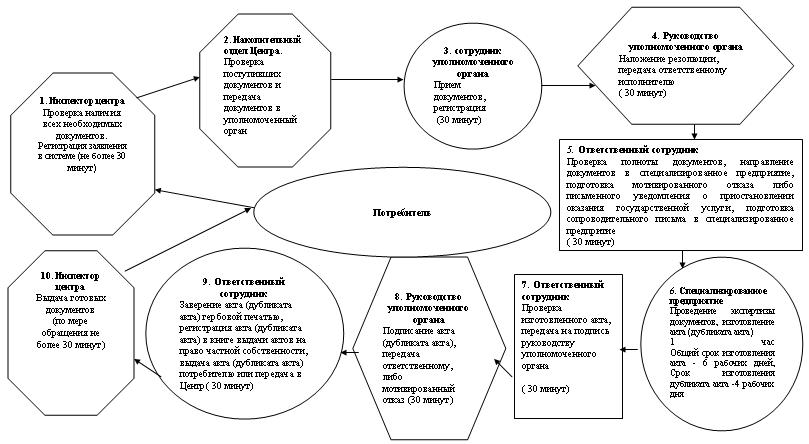 1. Инспектор центра
Проверка наличия
всех необходимых
документов.
Регистрация заявления
в системе (не более 30
минут)
2. Накопительный
отдел Центра.
Проверка
поступивших
документов и
передача
документов в
уполномоченный
орган
3. сотрудник
уполномоченного
органа
Прием
документов,
регистрация
(30 минут)
4. Руководство
уполномоченного органа
Наложение резолюции,
передача ответственному
исполнителю
( 30 минут)
5. Ответственный сотрудник
Проверка полноты документов, направление
документов в специализированное предприятие,
подготовка мотивированного отказа либо
письменного уведомления о приостановлении
оказания государственной услуги, подготовка
сопроводительного письма в специализированное
предприятие
( 30 минут)
Потребитель
10. Инспектор
центра
Выдача готовых
документов
(по мере
обращения не
более 30 минут)
9. Ответственный
сотрудник
Заверение акта (дубликата
акта) гербовой печатью,
регистрация акта (дубликата
акта) в книге выдачи актов на
право частной собственности,
выдача акта (дубликата акта)
потребителю или передача в
Центр( 30 минут)
8. Руководство
уполномоченного
органа
Подписание акта
(дубликата акта),
передача
ответственному,
либо
мотивированный
отказ (30 минут)
7. Ответственный
сотрудник
Проверка
изготовленного акта,
передача на подпись
руководству
уполномоченного
органа
( 30 минут)
6. Специализированное
предприятие
Проведение экспертизы
документов, изготовление
акта (дубликата акта)
1 час
Общий срок изготовления
акта - 6 рабочих дней,
Срок изготовления
дубликата акта -4 рабочих
дня